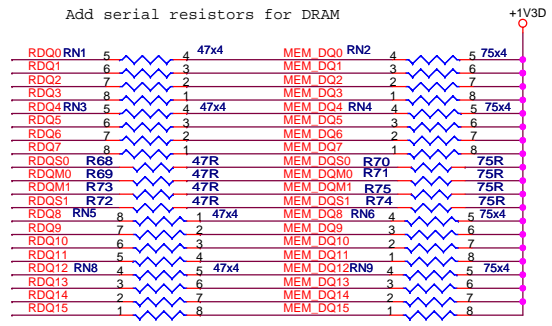 Add serial resistors for DRAM +1V3D
RDQ0 RN1 5 4 47x4 MEM_DQ0 RN2 4 5 75x4
RDQ1 6 3 MEM_DQ1 3 6
RDQ2 7 2 MEM_DQ2 2 7
RDQ3 8 1 MEM_DQ3 1 8
RDQ4 RN3 5 4 47x4 MEM_DQ4 RN4 4 5 75x4
RDQ5 6 3 MEM_DQ5 3 6
RDQ6 7 2 MEM_DQ6 2 7
RDQ7 8 1 MEM_DQ7 1 8
RDQS0 R68 47R MEM_DQS0 R70 75R
RDQM0 R69 47R MEM_DQM0 R71 75R
RDQM1 R73 47R MEM_DQM1 R75 75R
RDQS1 R72 47R MEM_DQS1 R74 75R
RDQ8 RN5 8 1 47x4 MEM_DQ8 RN6 4 5 75x4
RDQ9 7 2 MEM_DQ9 3 6
RDQ10 6 3 MEM_DQ10 2 7
RDQ11 5 4 MEM_DQ11 1 8
RDQ12 RN8 4 5 47x4 MEM_DQ12 RN9 4 5 75x4
RDQ13 3 6 MEM_DQ13 3 6
RDQ14 2 7 MEM_DQ14 2 7
RDQ15 1 8 MEM_DQ15 1 8